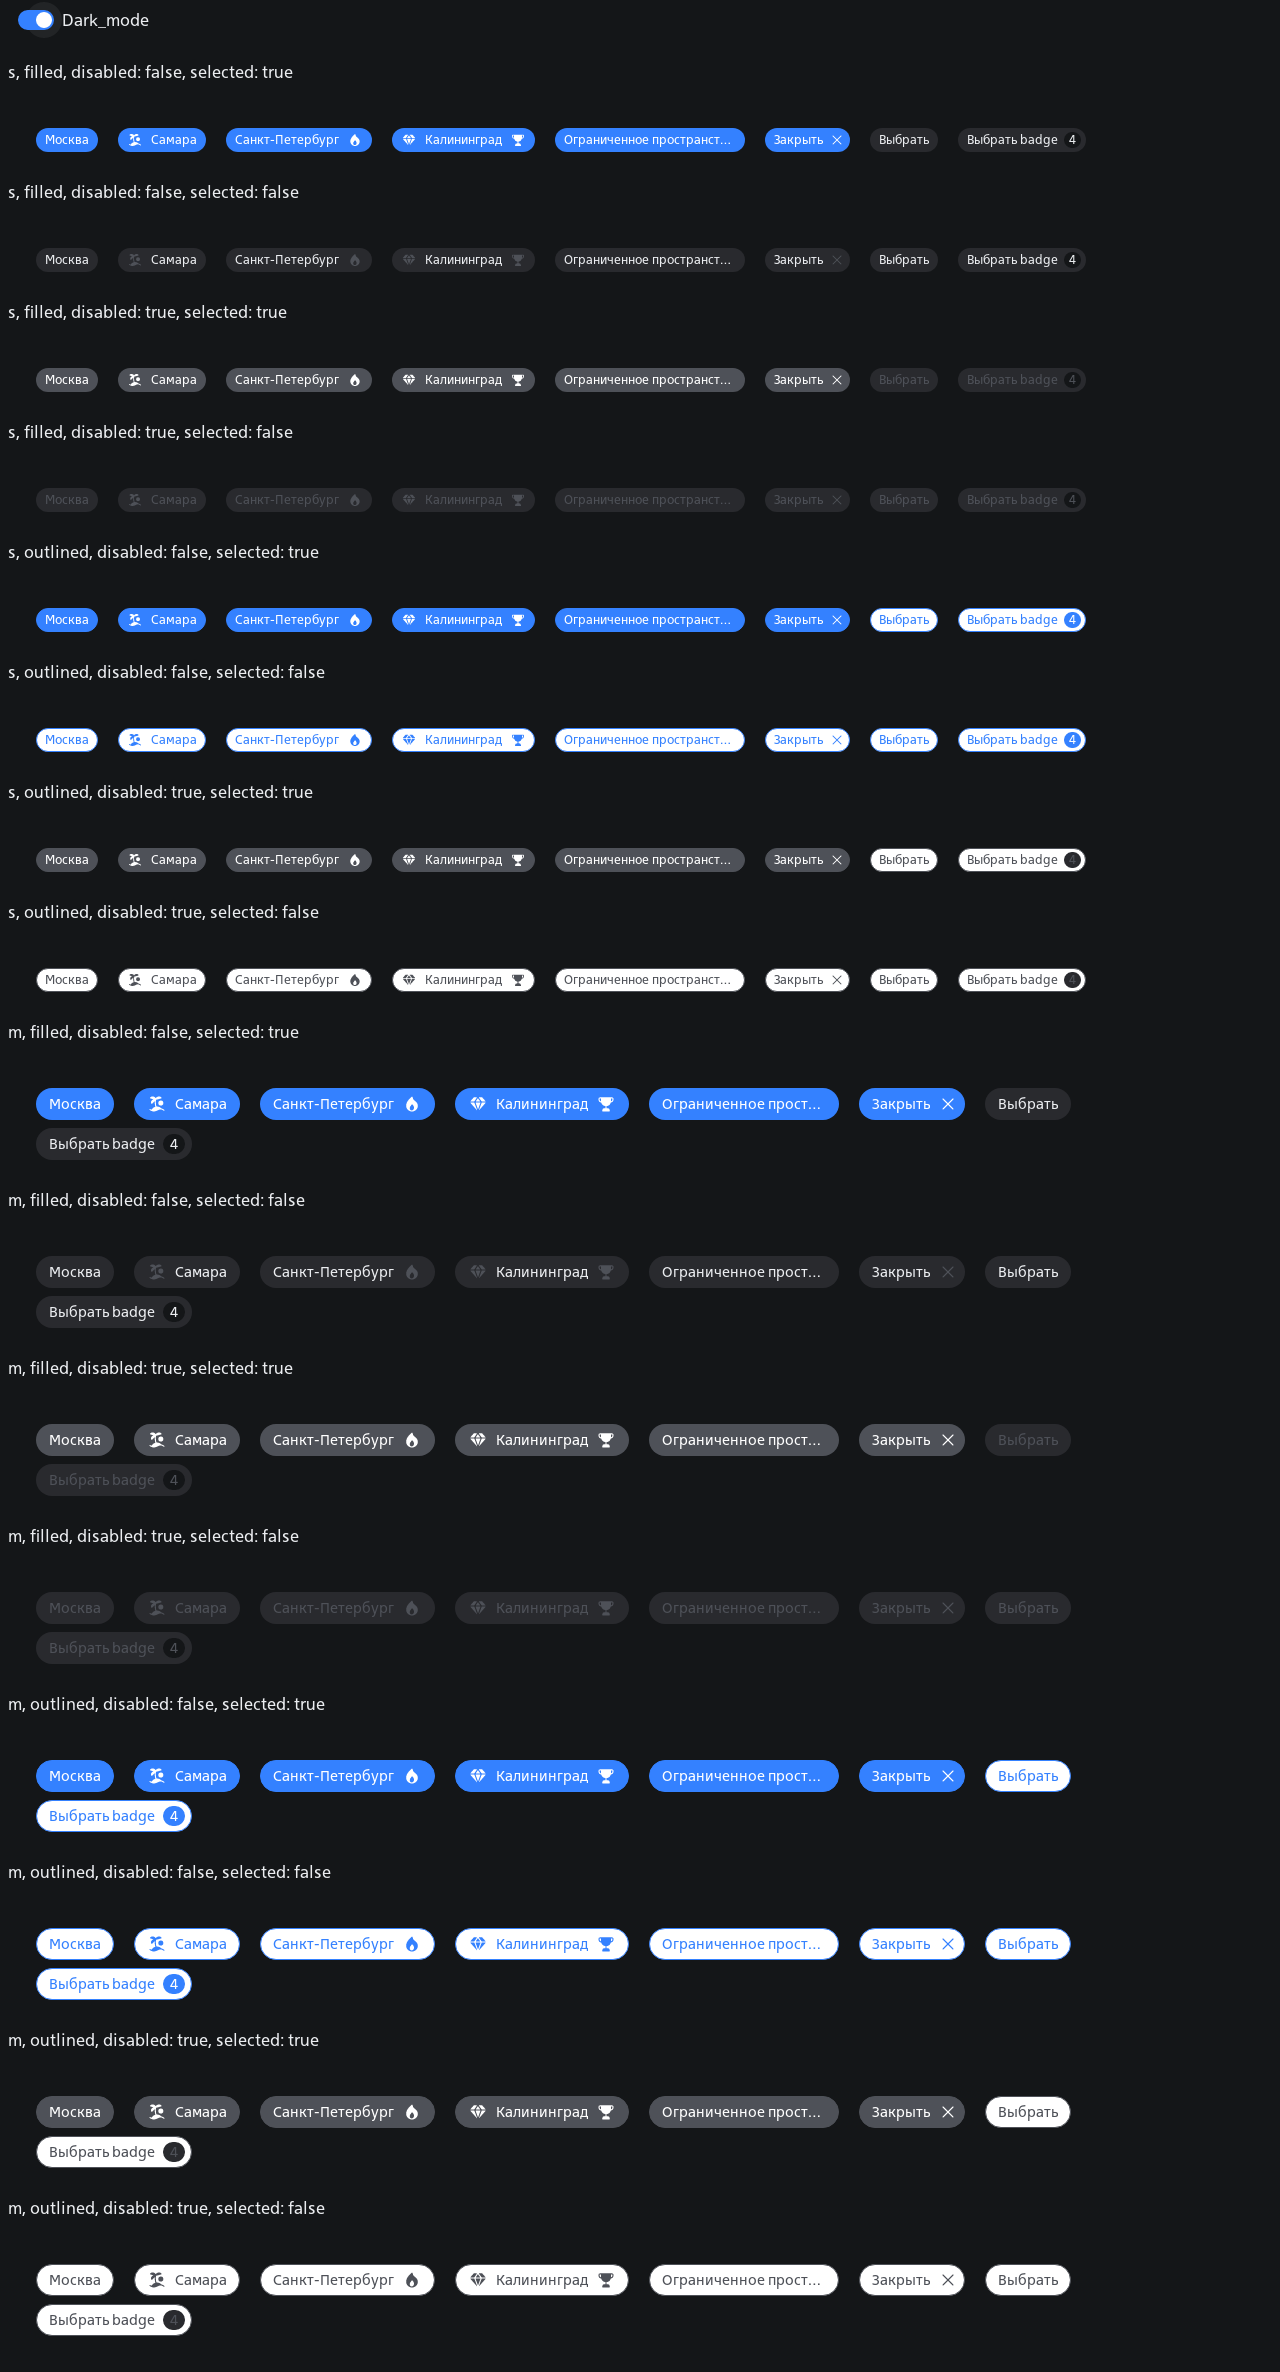 Dark_mode
s, filled, disabled: false, selected: true
Москва Самара Санкт-Петербург Калининград Ограниченное пространст... Закрыть Выбрать Выбрать badge 4
s, filled, disabled: false, selected: false
Москва Самара Санкт-Петербург Калининград Ограниченное пространст... Закрыть Выбрать Выбрать badge 4
s, filled, disabled: true, selected: true
Москва Самара Санкт-Петербург Калининград Ограниченное пространст... Закрыть Выбрать Выбрать badge 4
s, filled, disabled: true, selected: false
Москва Самара Санкт-Петербург Калининград Ограниченное пространст... Закрыть Выбрать Выбрать badge 4
s, outlined, disabled: false, selected: true
Москва Самара Санкт-Петербург Калининград Ограниченное пространст... Закрыть Выбрать Выбрать badge 4
s, outlined, disabled: false, selected: false
Москва Самара Санкт-Петербург Калининград Ограниченное пространст... Закрыть Выбрать Выбрать badge 4
s, outlined, disabled: true, selected: true
Москва Самара Санкт-Петербург Калининград Ограниченное пространст... Закрыть Выбрать Выбрать badge 4
s, outlined, disabled: true, selected: false
Москва Самара Санкт-Петербург Калининград Ограниченное пространст... Закрыть Выбрать Выбрать badge 4
m, filled, disabled: false, selected: true
Москва Самара Санкт-Петербург Калининград Ограниченное прост... Закрыть Выбрать
Выбрать badge 4
m, filled, disabled: false, selected: false
Москва Самара Санкт-Петербург Калининград Ограниченное прост... Закрыть Выбрать
Выбрать badge 4
m, filled, disabled: true, selected: true
Москва Самара Санкт-Петербург Калининград Ограниченное прост... Закрыть Выбрать
Выбрать badge 4
m, filled, disabled: true, selected: false
Москва Самара Санкт-Петербург Калининград Ограниченное прост... Закрыть Выбрать
Выбрать badge 4
m, outlined, disabled: false, selected: true
Москва Самара Санкт-Петербург Калининград Ограниченное прост... Закрыть Выбрать
Выбрать badge 4
m, outlined, disabled: false, selected: false
Москва Самара Санкт-Петербург Калининград Ограниченное прост... Закрыть Выбрать
Выбрать badge 4
m, outlined, disabled: true, selected: true
Москва Самара Санкт-Петербург Калининград Ограниченное прост... Закрыть Выбрать
Выбрать badge 4
m, outlined, disabled: true, selected: false
Москва Самара Санкт-Петербург Калининград Ограниченное прост... Закрыть Выбрать
Выбрать badge 4